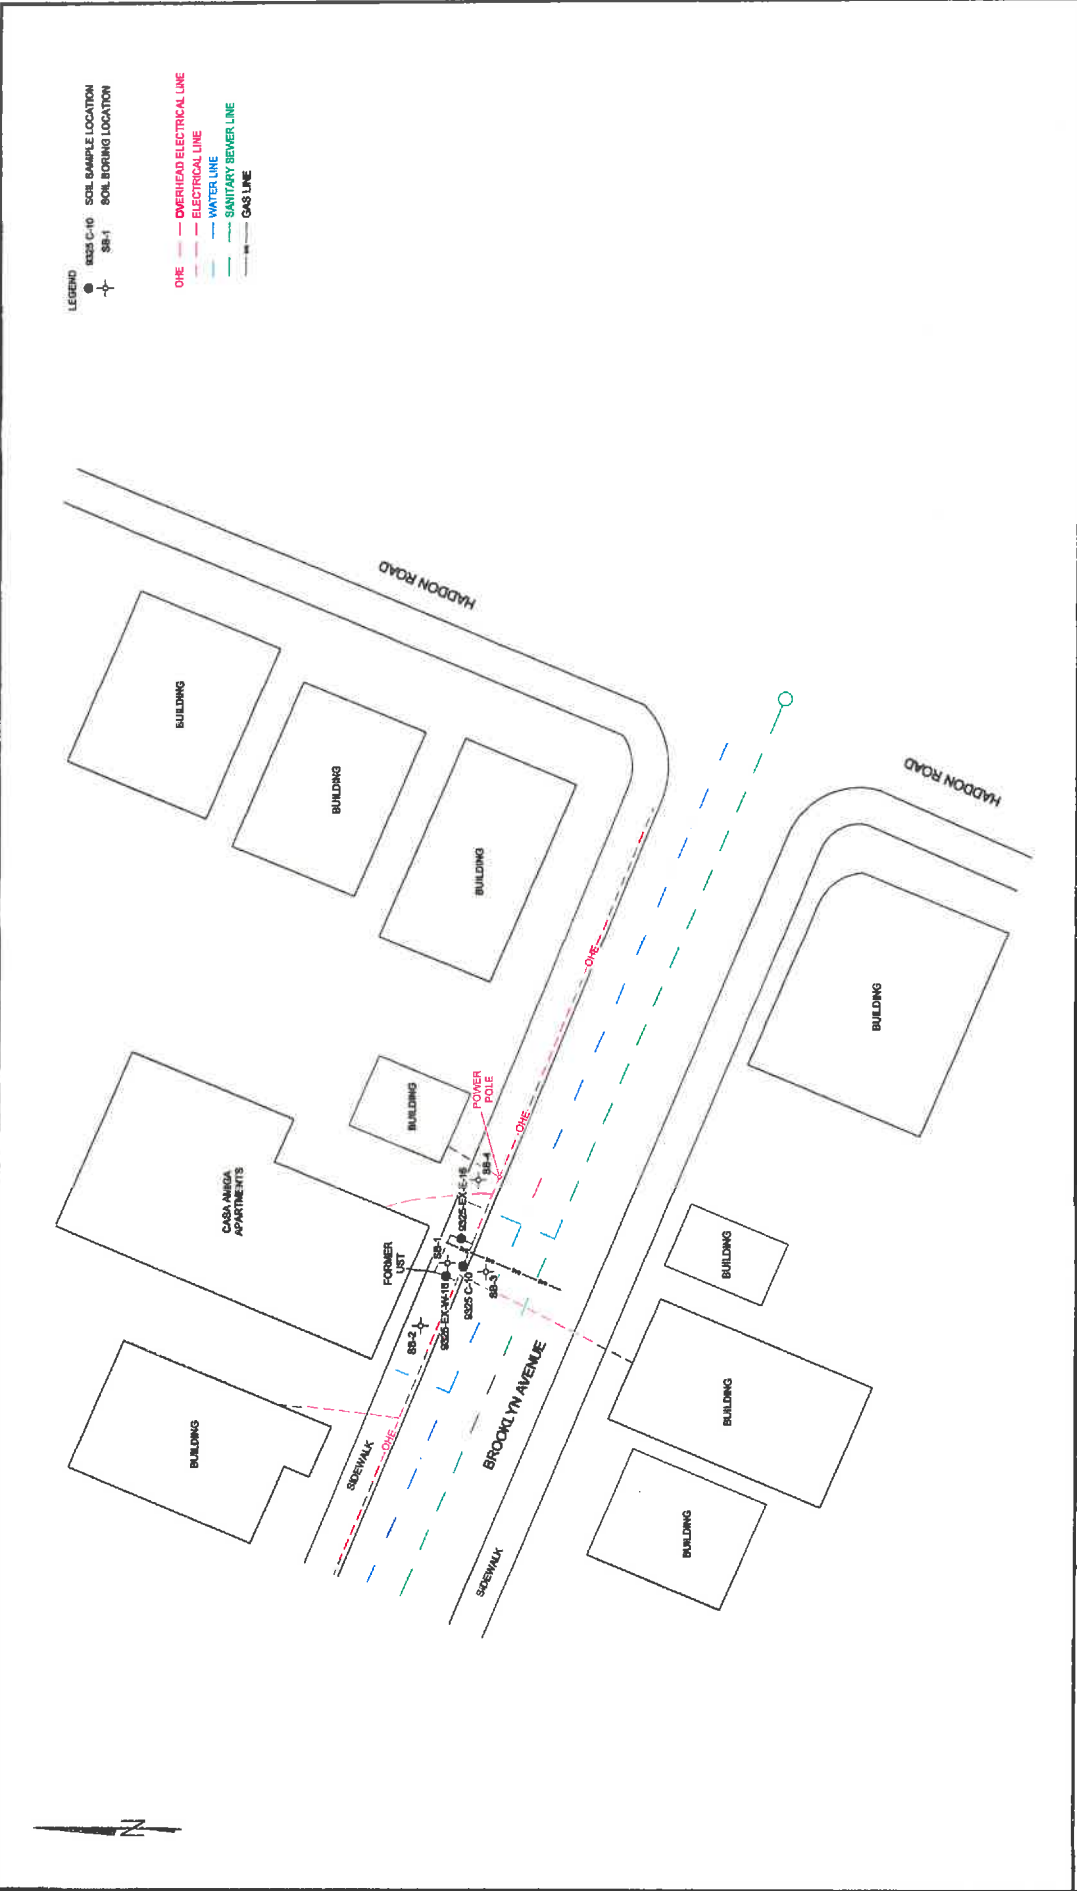 LEGEND
9325 C-10 SOIL SAMPLE LOCATION
SB-1 SOIL BORING LOCATION
OHE OVERHEAD ELECTRICAL LINE
ELECTRICAL LINE
WATER LINE
SANITARY SEWER LINE
GAS LINE
HADDON ROAD
BUILDING
BUILDING
BUILDING
BUILDING
CASA AMIGA
APARTMENTS
BUILDING
FORMER
UST
POWER
POLE
SB-1
SB-2
SB-3
SB-4
9325-EX-W-15
9325 C-10
9325-EX-E-15
OHE
OHE
OHE
SIDEWALK
BROOKLYN AVENUE
SIDEWALK
HADDON ROAD
BUILDING
BUILDING
BUILDING
BUILDING
N